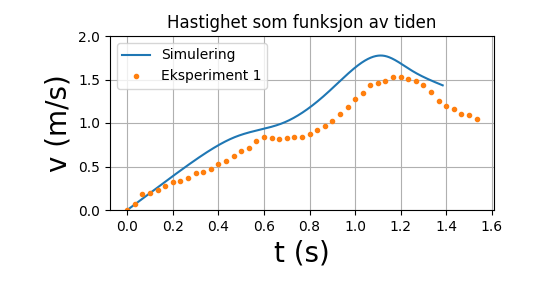 Hastighet som funksjon av tiden
Simulering
Eksperiment 1
v (m/s)
2.0
1.5
1.0
0.5
0.0
0.0 0.2 0.4 0.6 0.8 1.0 1.2 1.4 1.6
t (s)